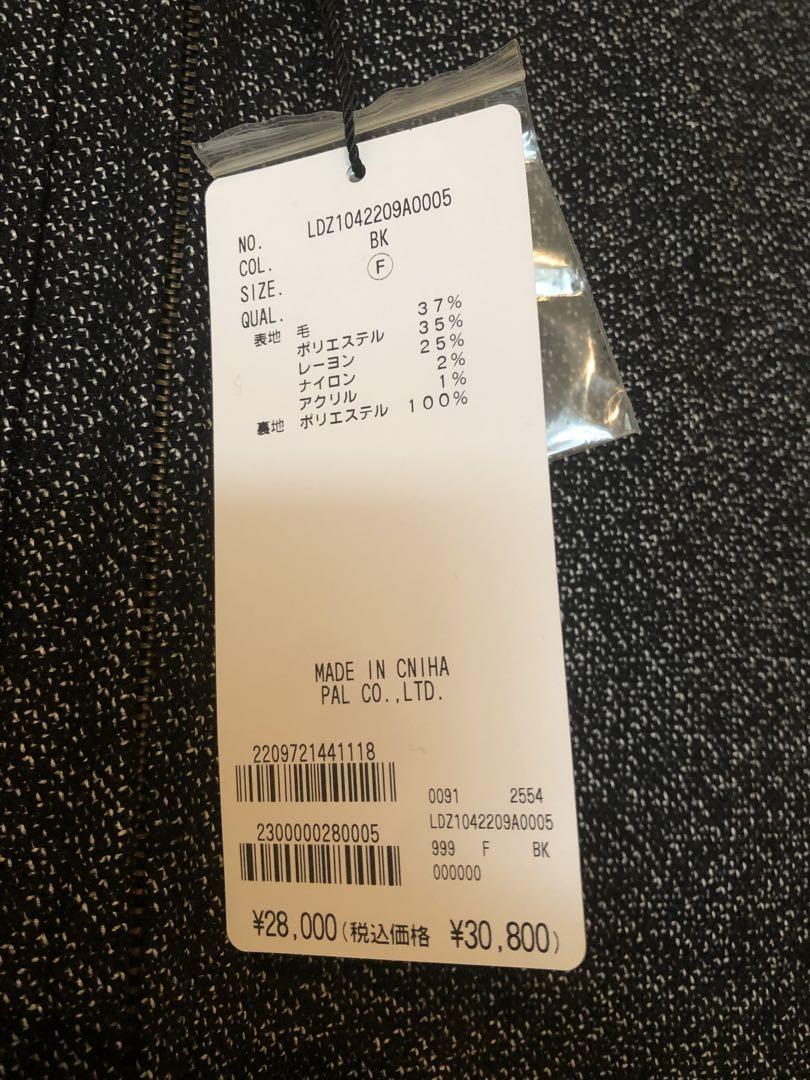 NO. LDZ1042209A0005
COL. BK
SIZE. Ⓕ
QUAL.
表地 毛 37%
ポリエステル 35%
レーヨン 25%
ナイロン 2%
アクリル 1%
裏地 ポリエステル 100%
MADE IN CNIHA
PAL CO.,LTD.
2209721441118
2300000280005
0091 2554
LDZ1042209A0005
999 F BK
000000
¥28,000(税込価格 ¥30,800)